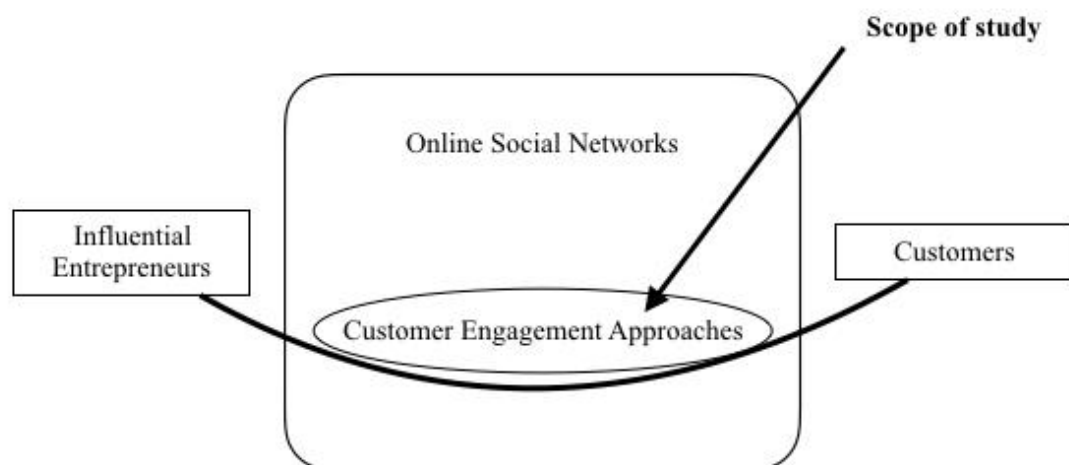 Scope of study
Online Social Networks
Influential
Entrepreneurs
Customers
Customer Engagement Approaches